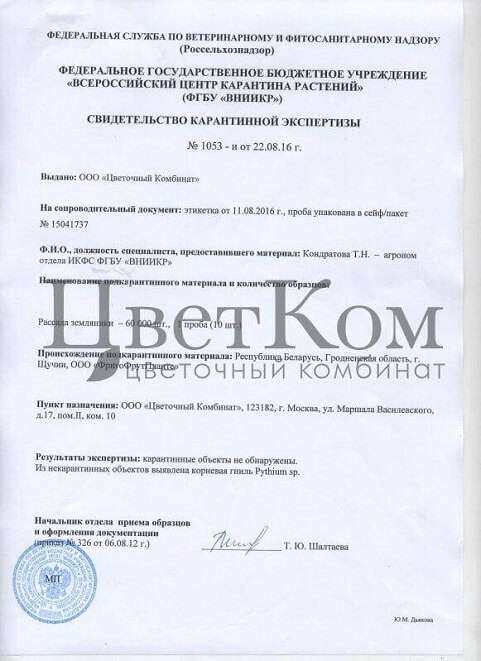 ФЕДЕРАЛЬНАЯ СЛУЖБА ПО ВЕТЕРИНАРНОМУ И ФИТОСАНИТАРНОМУ НАДЗОРУ
(Россельхознадзор)
ФЕДЕРАЛЬНОЕ ГОСУДАРСТВЕННОЕ БЮДЖЕТНОЕ УЧРЕЖДЕНИЕ
«ВСЕРОССИЙСКИЙ ЦЕНТР КАРАНТИНА РАСТЕНИЙ»
(ФГБУ «ВНИИКР»)
СВИДЕТЕЛЬСТВО КАРАНТИННОЙ ЭКСПЕРТИЗЫ
№ 1053 - и от 22.08.16 г.
Выдано: ООО «Цветочный Комбинат»
На сопроводительный документ: этикетка от 11.08.2016 г., проба упакована в сейф/пакет
№ 15041737
Ф.И.О., должность специалиста, предоставившего материал: Кондратова Т.Н. – агроном
отдела ИКФС ФГБУ «ВНИИКР»
Наименование подкарантинного материала и количество образцов:
ЦветКом
Рассада земляники – 60 000 шт., 1 проба (10 шт.)
Происхождение подкарантинного материала: Республика Беларусь, Гродненская область, г.
Щучин, ООО
цветочный комбинат
Пункт назначения: ООО «Цветочный Комбинат», 123182, г. Москва, ул. Маршала Василевского,
д.17, пом.II, ком. 10
Результаты экспертизы: карантинные объекты не обнаружены.
Из некарантинных объектов выявлена корневая гниль Pythium sp.
Начальник отдела приема образцов
и оформления документации
(приказ № 326 от 06.08.12 г.)
Т. Ю. Шалтаева
МП
Ю.М. Дьякова